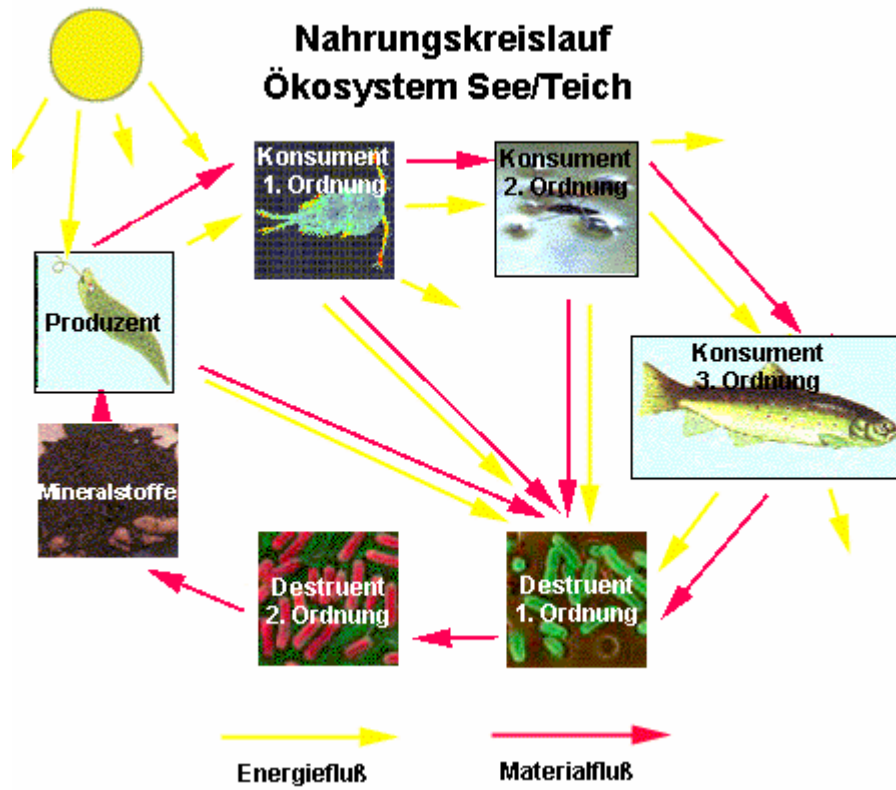 Nahrungskreislauf
Ökosystem See/Teich
Konsument
1. Ordnung
Konsument
2. Ordnung
Produzent
Konsument
3. Ordnung
Mineralstoffe
Destruent
2. Ordnung
Destruent
1. Ordnung
Energiefluß
Materialfluß